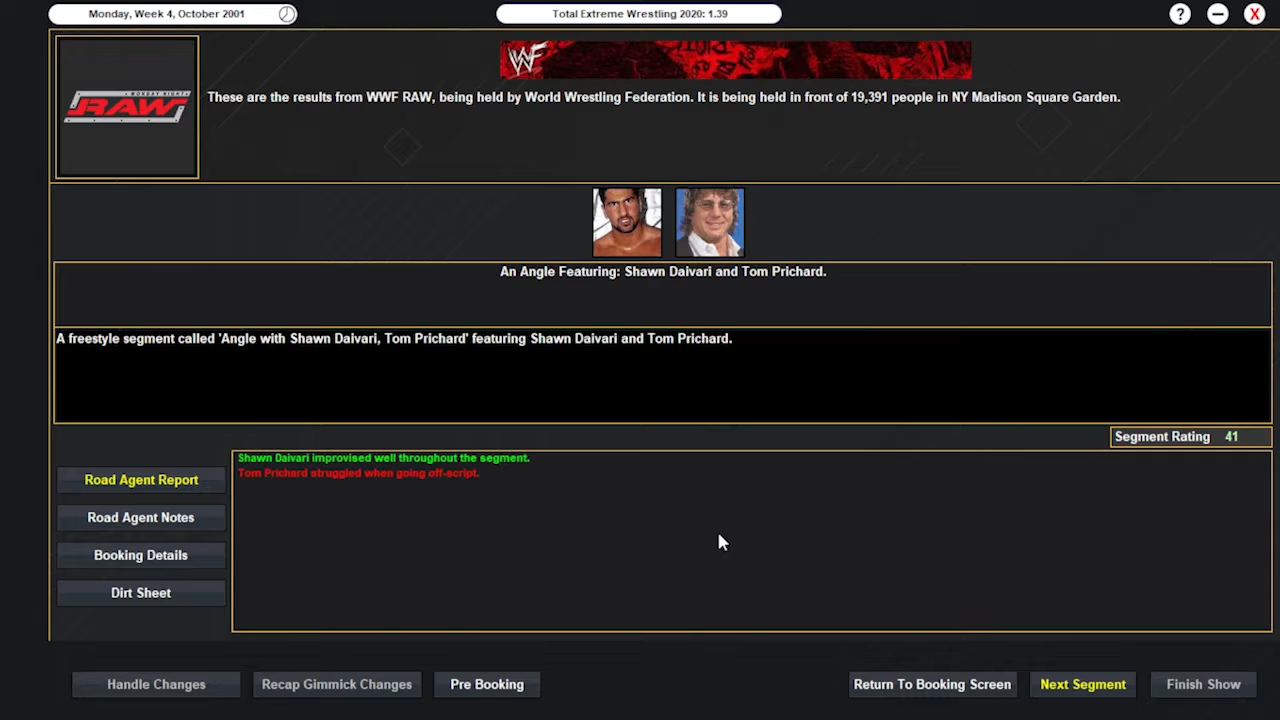 Monday, Week 4, October 2001
Total Extreme Wrestling 2020: 1.39
?
X
MONDAY NIGHT
RAW
WF
These are the results from WWF RAW, being held by World Wrestling Federation. It is being held in front of 19,391 people in NY Madison Square Garden.
An Angle Featuring: Shawn Daivari and Tom Prichard.
A freestyle segment called 'Angle with Shawn Daivari, Tom Prichard' featuring Shawn Daivari and Tom Prichard.
Segment Rating 41
Shawn Daivari improvised well throughout the segment.
Tom Prichard struggled when going off-script.
Road Agent Report
Road Agent Notes
Booking Details
Dirt Sheet
Handle Changes
Recap Gimmick Changes
Pre Booking
Return To Booking Screen
Next Segment
Finish Show